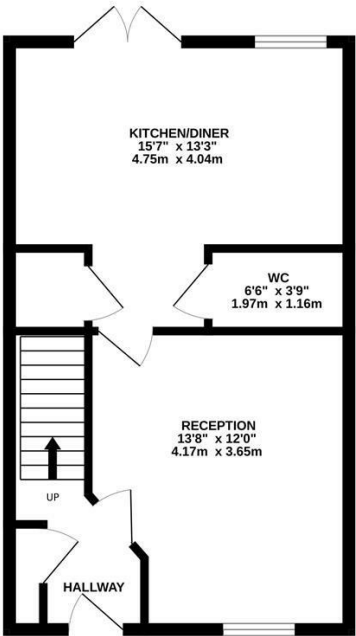 KITCHEN/DINER
15'7" x 13'3"
4.75m x 4.04m
WC
6'6" x 3'9"
1.97m x 1.16m
RECEPTION
13'8" x 12'0"
4.17m x 3.65m
UP
HALLWAY